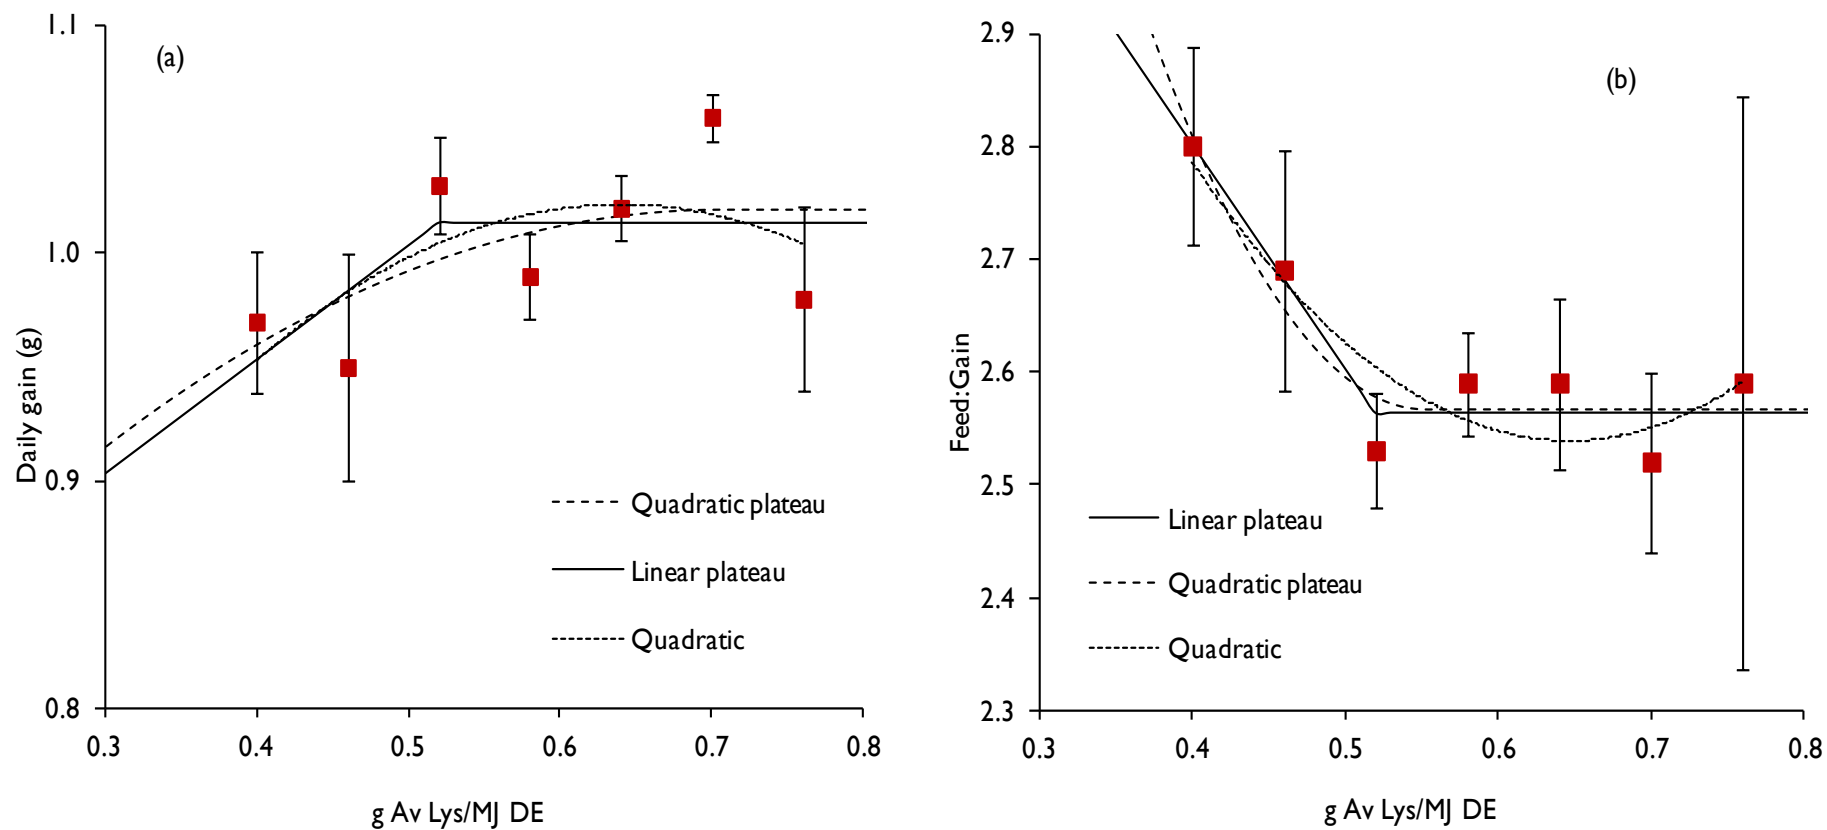 (a)
1.1
1.0
0.9
0.8
Daily gain (g)
Quadratic plateau
Linear plateau
Quadratic
0.3 0.4 0.5 0.6 0.7 0.8
g Av Lys/MJ DE
(b)
2.9
2.8
2.7
2.6
2.5
2.4
2.3
Feed:Gain
Linear plateau
Quadratic plateau
Quadratic
0.3 0.4 0.5 0.6 0.7 0.8
g Av Lys/MJ DE